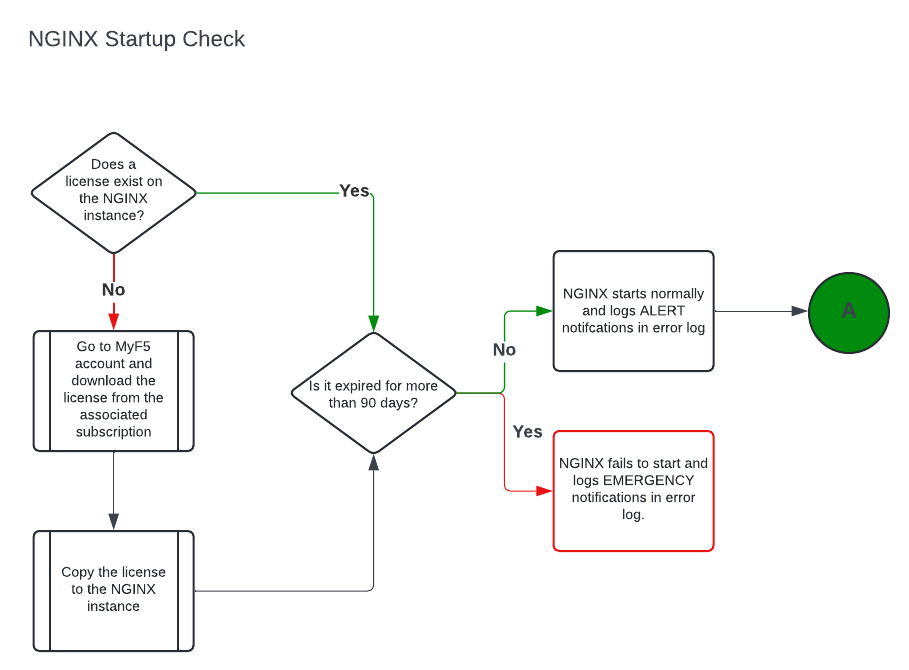 NGINX Startup Check
Does a
license exist on
the NGINX
instance?
Yes
No
Go to MyF5
account and
download the
license from the
associated
subscription
Copy the license
to the NGINX
instance
Is it expired for more
than 90 days?
No
Yes
NGINX starts normally
and logs ALERT
notifcations in error log
A
NGINX fails to start and
logs EMERGENCY
notifications in error
log.